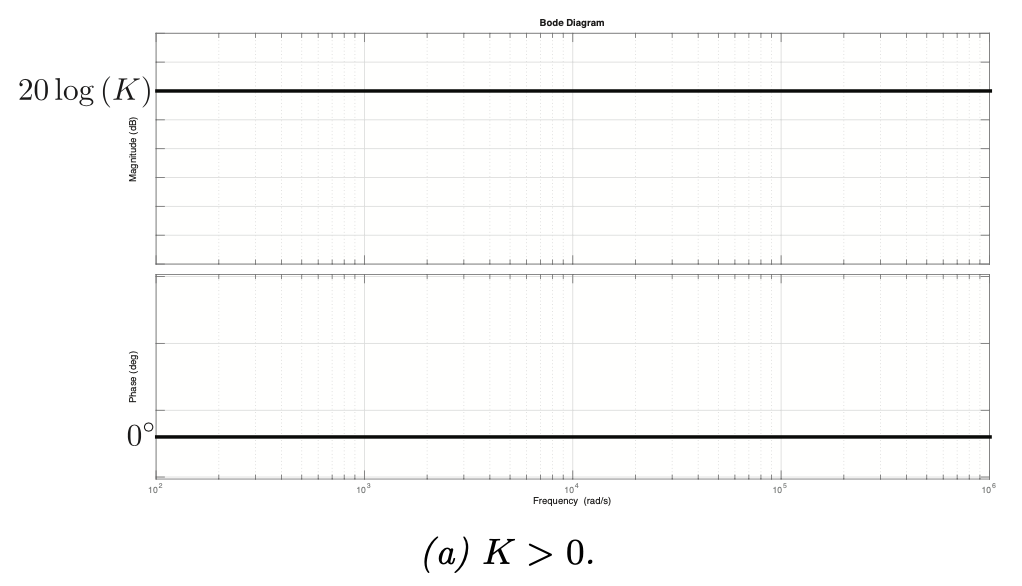 Bode Diagram
20 log (K)
Magnitude (dB)
Phase (deg)
0°
10² 10³ 10⁴ 10⁵ 10⁶
Frequency (rad/s)
(a) K > 0.